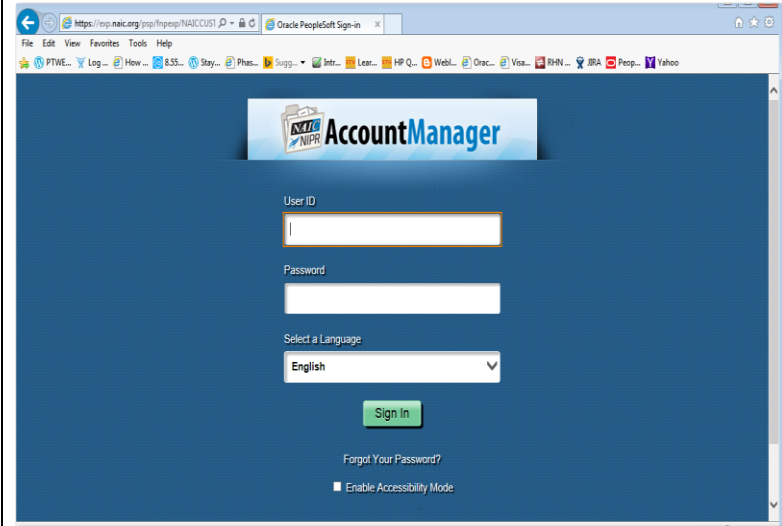 https://exp.naic.org/psp/fnpexp/NAICCUST
Oracle PeopleSoft Sign-in
File Edit View Favorites Tools Help
PTWE... Log ... How ... 8.55... Stay... Phas... Sugg... Intr... Lear... HP Q... Webl... Orac... Visa... RHN ... JIRA Peop... Yahoo
NAIC
NIPR
AccountManager
User ID
Password
Select a Language
English
Sign In
Forgot Your Password?
Enable Accessibility Mode